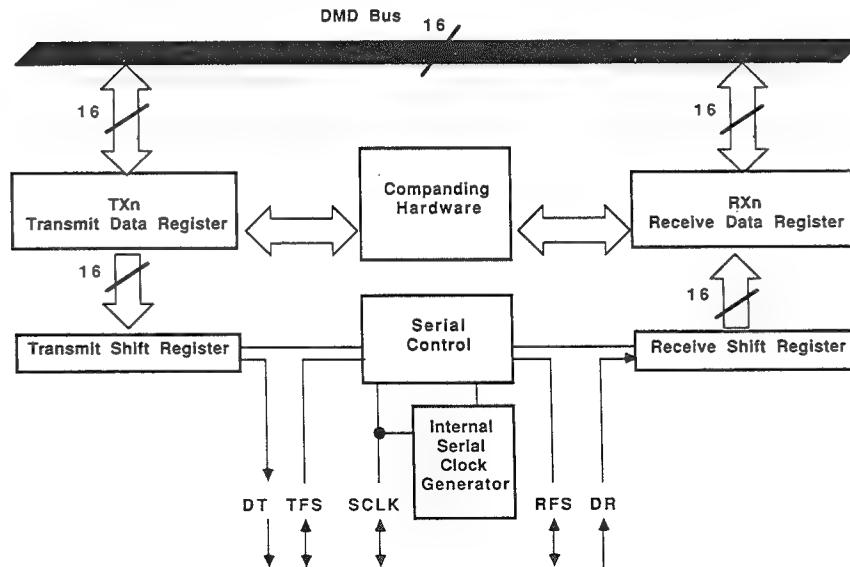 DMD Bus
16
16
16
TXn
Transmit Data Register
Companding
Hardware
RXn
Receive Data Register
16
16
Transmit Shift Register
Serial
Control
Receive Shift Register
Internal
Serial
Clock
Generator
DT
TFS
SCLK
RFS
DR